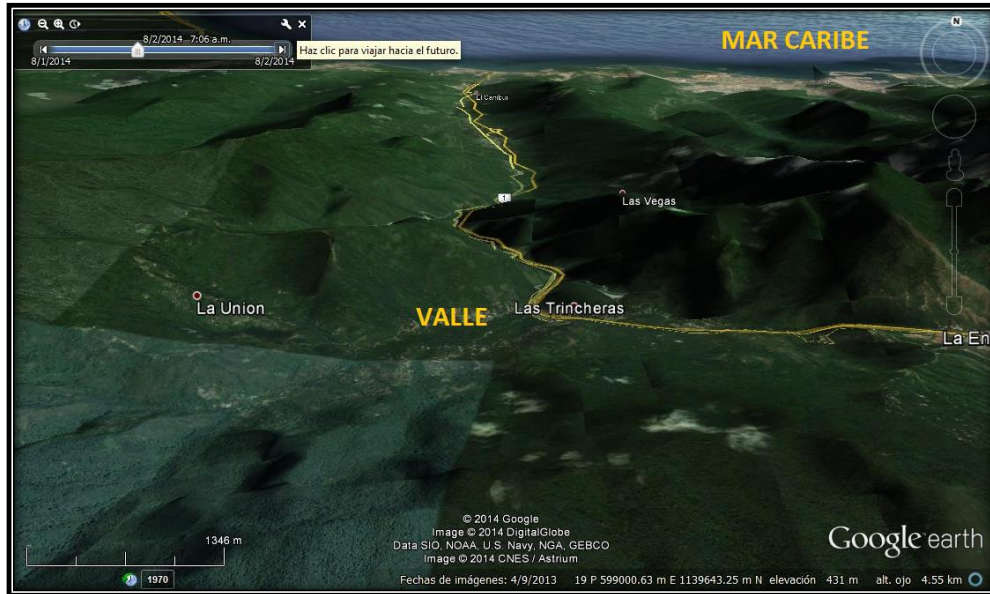 8/2/2014 7:06 a.m.
Haz clic para viajar hacia el futuro.
8/1/2014
8/2/2014
MAR CARIBE
N
El Cambur
1
Las Vegas
La Union
VALLE
Las Trincheras
La En
© 2014 Google
Image © 2014 DigitalGlobe
Data SIO, NOAA, U.S. Navy, NGA, GEBCO
Image © 2014 CNES / Astrium
1346 m
Google earth
1970
Fechas de imágenes: 4/9/2013 19 P 599000.63 m E 1139643.25 m N elevación 431 m alt. ojo 4.55 km